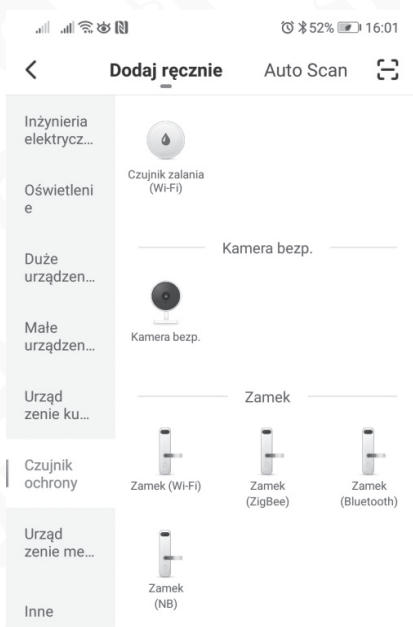 52% 16:01
Dodaj ręcznie Auto Scan
Inżynieria
elektrycz...
Oświetleni
e
Duże
urządzen...
Małe
urządzen...
Urząd
zenie ku...
Czujnik
ochrony
Urząd
zenie me...
Inne
Czujnik zalania
(Wi-Fi)
Kamera bezp.
Kamera bezp.
Zamek
Zamek (Wi-Fi)
Zamek
(ZigBee)
Zamek
(Bluetooth)
Zamek
(NB)